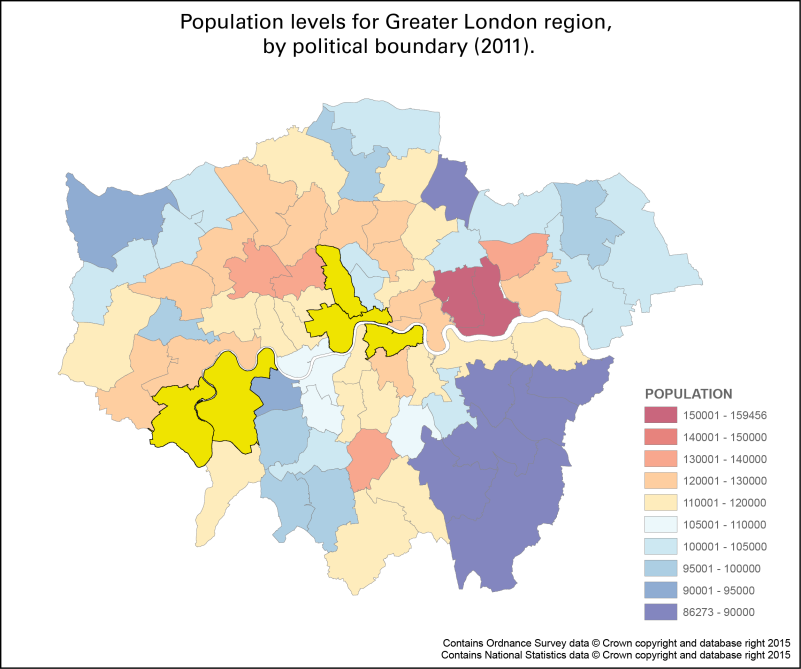 Population levels for Greater London region,
by political boundary (2011).
POPULATION
150001 - 159456
140001 - 150000
130001 - 140000
120001 - 130000
110001 - 120000
105001 - 110000
100001 - 105000
95001 - 100000
90001 - 95000
86273 - 90000
Contains Ordnance Survey data © Crown copyright and database right 2015
Contains National Statistics data © Crown copyright and database right 2015